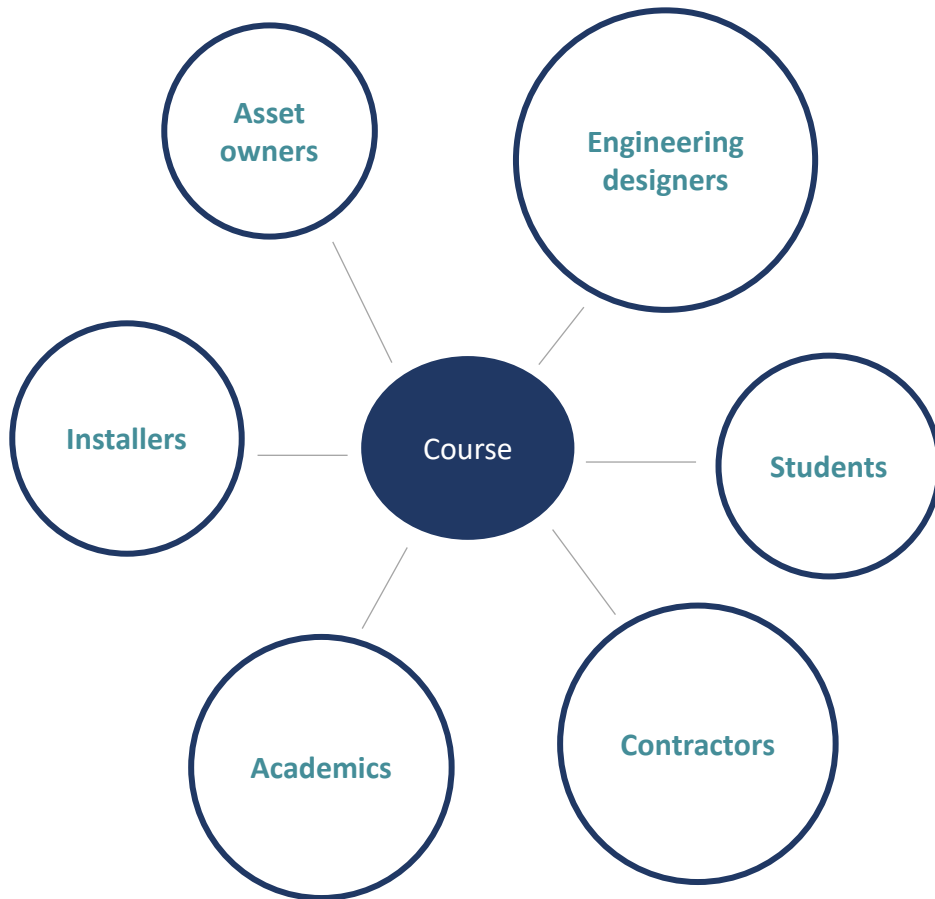 Asset
owners
Engineering
designers
Installers
Course
Students
Academics
Contractors